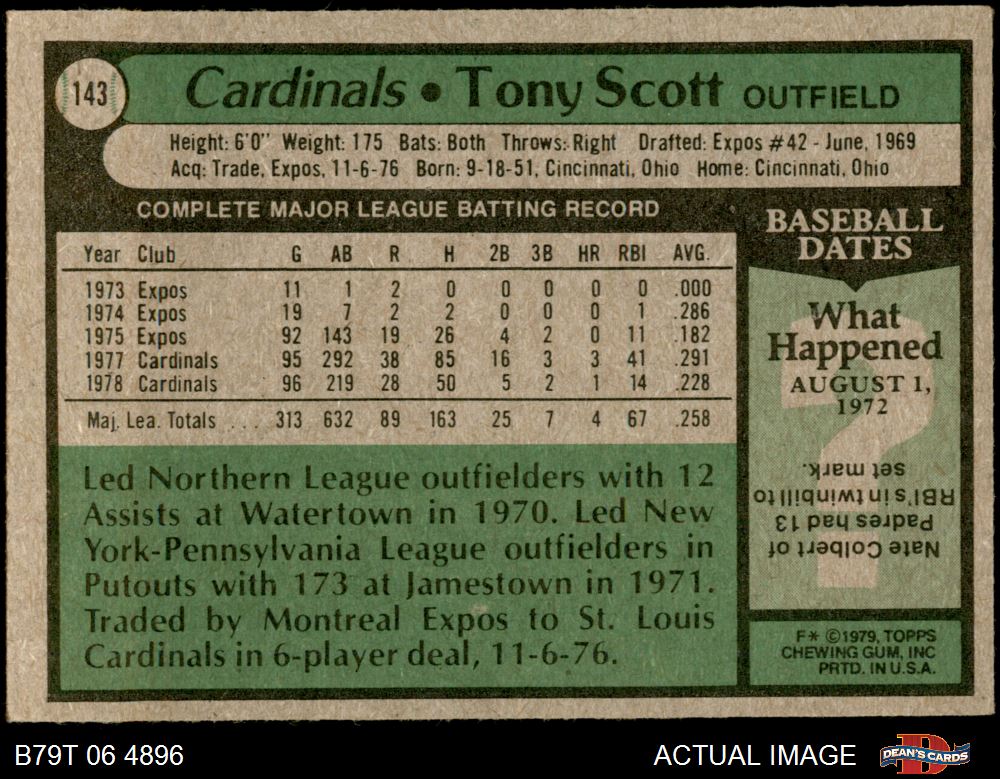 143
Cardinals • Tony Scott OUTFIELD
Height: 6'0" Weight: 175 Bats: Both Throws: Right Drafted: Expos #42 - June, 1969
Acq: Trade, Expos, 11-6-76 Born: 9-18-51, Cincinnati, Ohio Home: Cincinnati, Ohio
COMPLETE MAJOR LEAGUE BATTING RECORD
Year Club G AB R H 2B 3B HR RBI AVG.
1973 Expos 11 1 2 0 0 0 0 0 .000
1974 Expos 19 7 2 2 0 0 0 1 .286
1975 Expos 92 143 19 26 4 2 0 11 .182
1977 Cardinals 95 292 38 85 16 3 3 41 .291
1978 Cardinals 96 219 28 50 5 2 1 14 .228
Maj. Lea. Totals . . . 313 632 89 163 25 7 4 67 .258
Led Northern League outfielders with 12
Assists at Watertown in 1970. Led New
York-Pennsylvania League outfielders in
Putouts with 173 at Jamestown in 1971.
Traded by Montreal Expos to St. Louis
Cardinals in 6-player deal, 11-6-76.
BASEBALL
DATES
What
Happened
AUGUST 1,
1972
?
Nate Colbert of
Padres had 13
RBI's in twinbill to
set mark.
F* ©1979, TOPPS
CHEWING GUM, INC
PRTD. IN U.S.A.
B79T 06 4896
ACTUAL IMAGE
DEAN'S CARDS